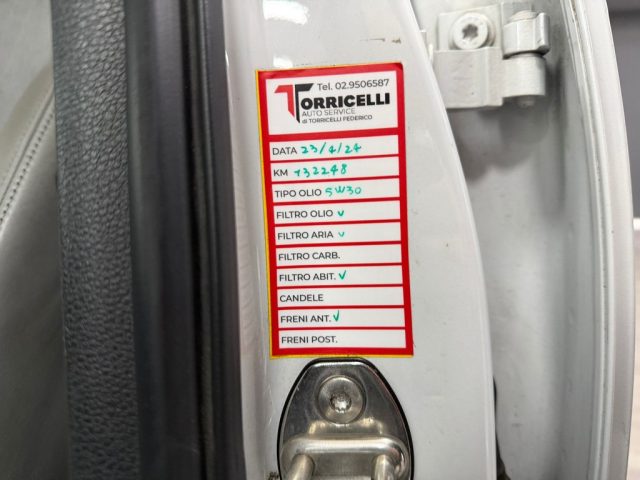 Tel. 02.9506587
TORRICELLI
AUTO SERVICE
di TORRICELLI FEDERICO
DATA 23/4/24
KM 132248
TIPO OLIO 5W30
FILTRO OLIO ✓
FILTRO ARIA ✓
FILTRO CARB.
FILTRO ABIT. ✓
CANDELE
FRENI ANT. ✓
FRENI POST.